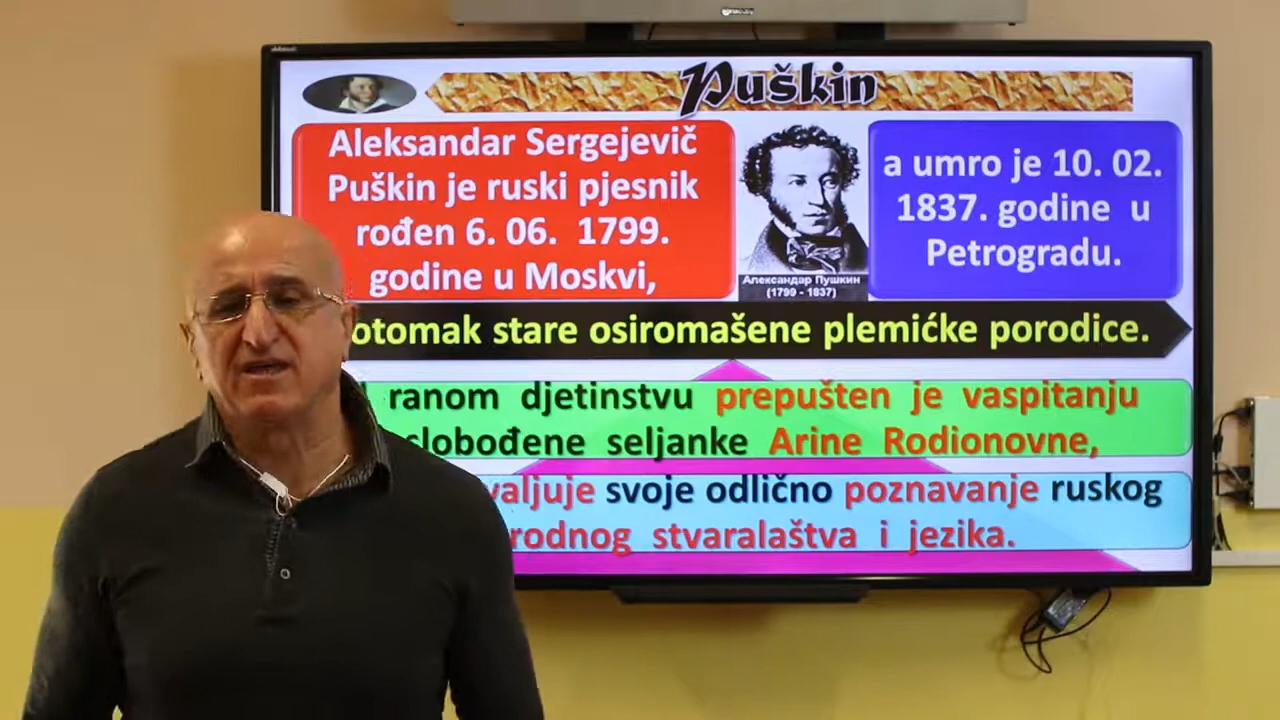 Puškin
Aleksandar Sergejevič
Puškin je ruski pjesnik
rođen 6. 06. 1799.
godine u Moskvi,
Александар Пушкин
(1799 - 1837)
a umro je 10. 02.
1837. godine u
Petrogradu.
otomak stare osiromašene plemićke porodice.
ranom djetinstvu prepušten je vaspitanju
slobođene seljanke Arine Rodionovne,
valjuje svoje odlično poznavanje ruskog
rodnog stvaralaštva i jezika.